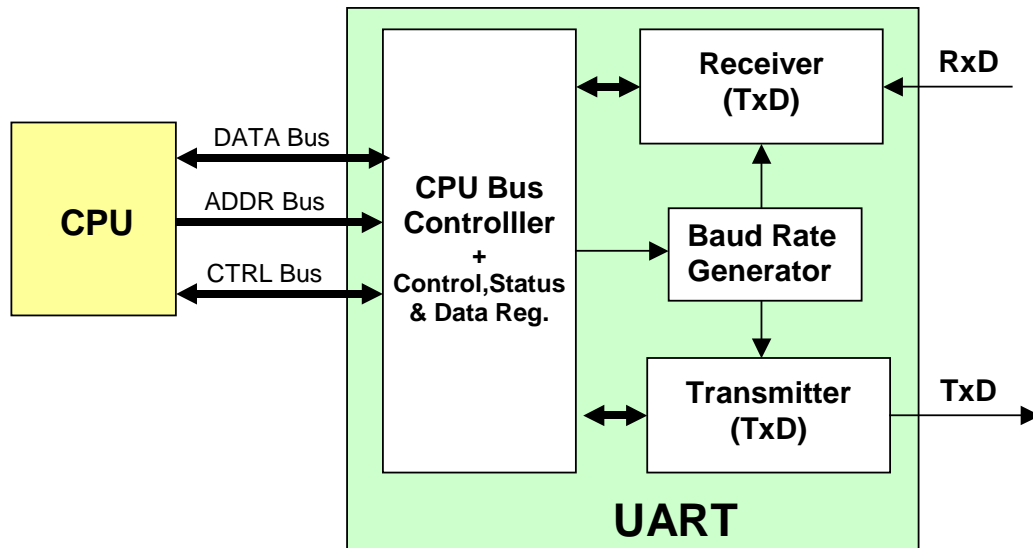 CPU
DATA Bus
ADDR Bus
CTRL Bus
CPU Bus
Controlller
+
Control,Status
& Data Reg.
Receiver
(TxD)
RxD
Baud Rate
Generator
Transmitter
(TxD)
TxD
UART